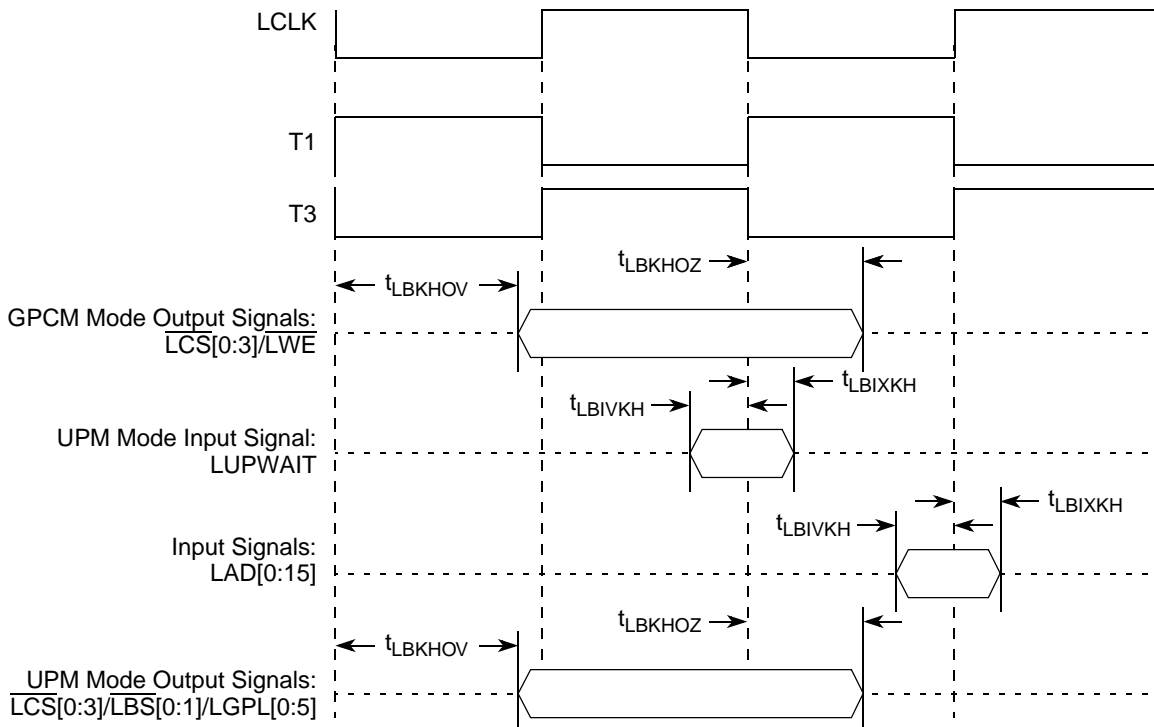 LCLK
T1
T3
tLBKHOZ
tLBKHOV
GPCM Mode Output Signals:
LCS[0:3]/LWE
tLBIXKH
tLBIVKH
UPM Mode Input Signal:
LUPWAIT
tLBIXKH
tLBIVKH
Input Signals:
LAD[0:15]
tLBKHOZ
tLBKHOV
UPM Mode Output Signals:
LCS[0:3]/LBS[0:1]/LGPL[0:5]